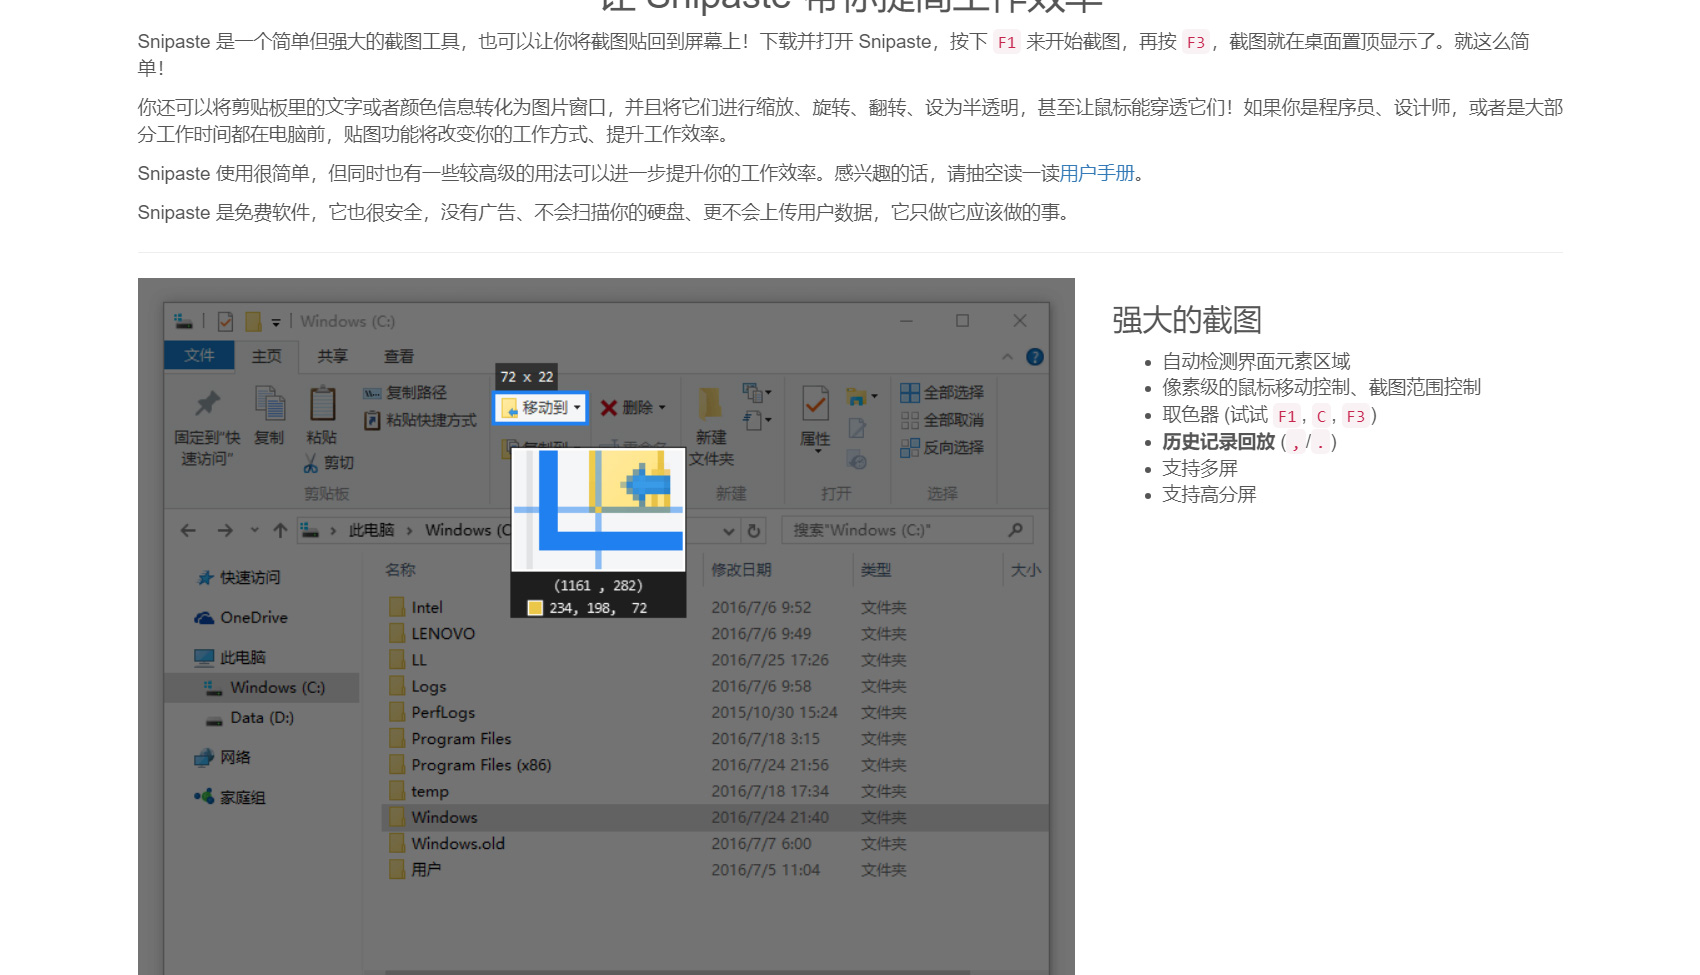 让 Snipaste 帮你提高工作效率
Snipaste 是一个简单但强大的截图工具，也可以让你将截图贴回到屏幕上！下载并打开 Snipaste，按下 F1 来开始截图，再按 F3，截图就在桌面置顶显示了。就这么简
单！
你还可以将剪贴板里的文字或者颜色信息转化为图片窗口，并且将它们进行缩放、旋转、翻转、设为半透明，甚至让鼠标能穿透它们！如果你是程序员、设计师，或者是大部
分工作时间都在电脑前，贴图功能将改变你的工作方式、提升工作效率。
Snipaste 使用很简单，但同时也有一些较高级的用法可以进一步提升你的工作效率。感兴趣的话，请抽空读一读用户手册。
Snipaste 是免费软件，它也很安全，没有广告、不会扫描你的硬盘、更不会上传用户数据，它只做它应该做的事。
Windows (C:)
文件 主页 共享 查看
72 x 22
固定到“快
速访问”
复制
粘贴
复制路径
粘贴快捷方式
剪切
剪贴板
移动到
复制到
删除
重命名
新建
文件夹
新建
属性
打开
全部选择
全部取消
反向选择
选择
此电脑 > Windows (C
搜索"Windows (C:)"
快速访问
OneDrive
此电脑
Windows (C:)
Data (D:)
网络
家庭组
(1161 , 282)
234, 198, 72
名称 修改日期 类型 大小
Intel 2016/7/6 9:52 文件夹
LENOVO 2016/7/6 9:49 文件夹
LL 2016/7/25 17:26 文件夹
Logs 2016/7/6 9:58 文件夹
PerfLogs 2015/10/30 15:24 文件夹
Program Files 2016/7/18 3:15 文件夹
Program Files (x86) 2016/7/24 21:56 文件夹
temp 2016/7/18 17:34 文件夹
Windows 2016/7/24 21:40 文件夹
Windows.old 2016/7/7 6:00 文件夹
用户 2016/7/5 11:04 文件夹
强大的截图
自动检测界面元素区域
像素级的鼠标移动控制、截图范围控制
取色器 (试试 F1, C, F3)
历史记录回放 (,/.)
支持多屏
支持高分屏